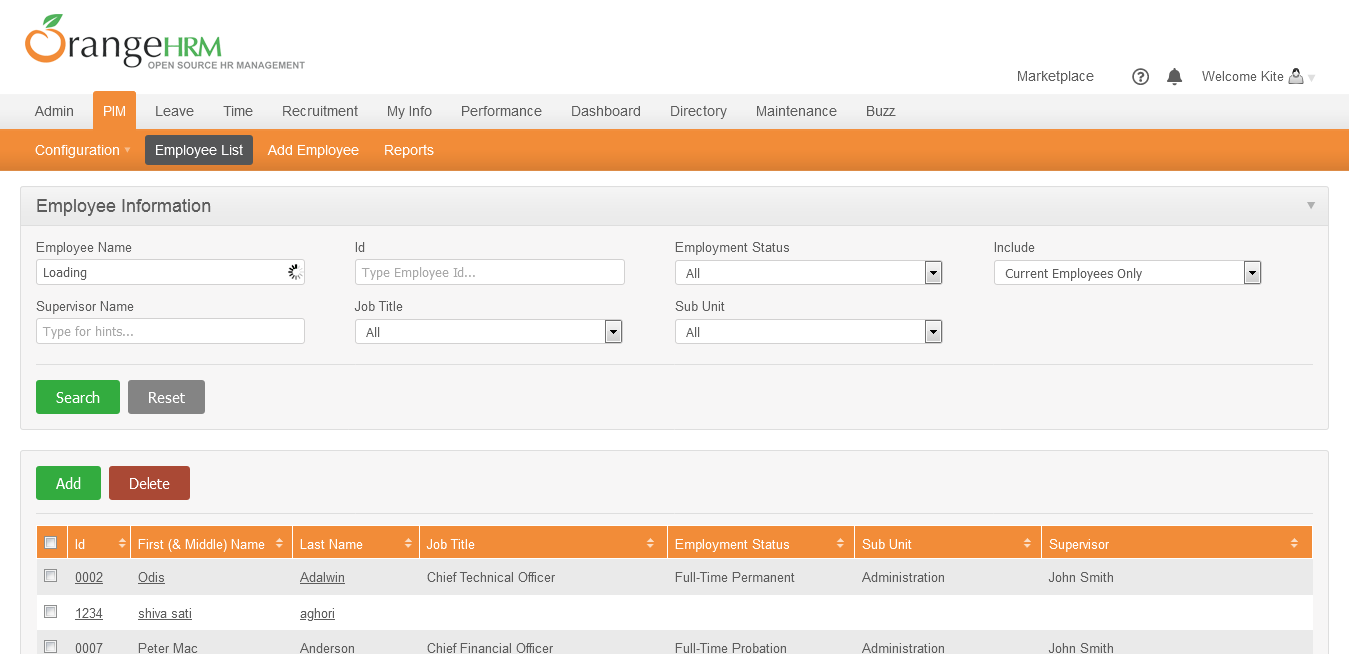 OrangeHRM
OPEN SOURCE HR MANAGEMENT
Marketplace ? Welcome Kite
Admin PIM Leave Time Recruitment My Info Performance Dashboard Directory Maintenance Buzz
Configuration Employee List Add Employee Reports
Employee Information
Employee Name Id Employment Status Include
Loading Type Employee Id... All Current Employees Only
Supervisor Name Job Title Sub Unit
Type for hints... All All
Search Reset
Add Delete
Id First (& Middle) Name Last Name Job Title Employment Status Sub Unit Supervisor
0002 Odis Adalwin Chief Technical Officer Full-Time Permanent Administration John Smith
1234 shiva sati aghori
0007 Peter Mac Anderson Chief Financial Officer Full-Time Probation Administration John Smith